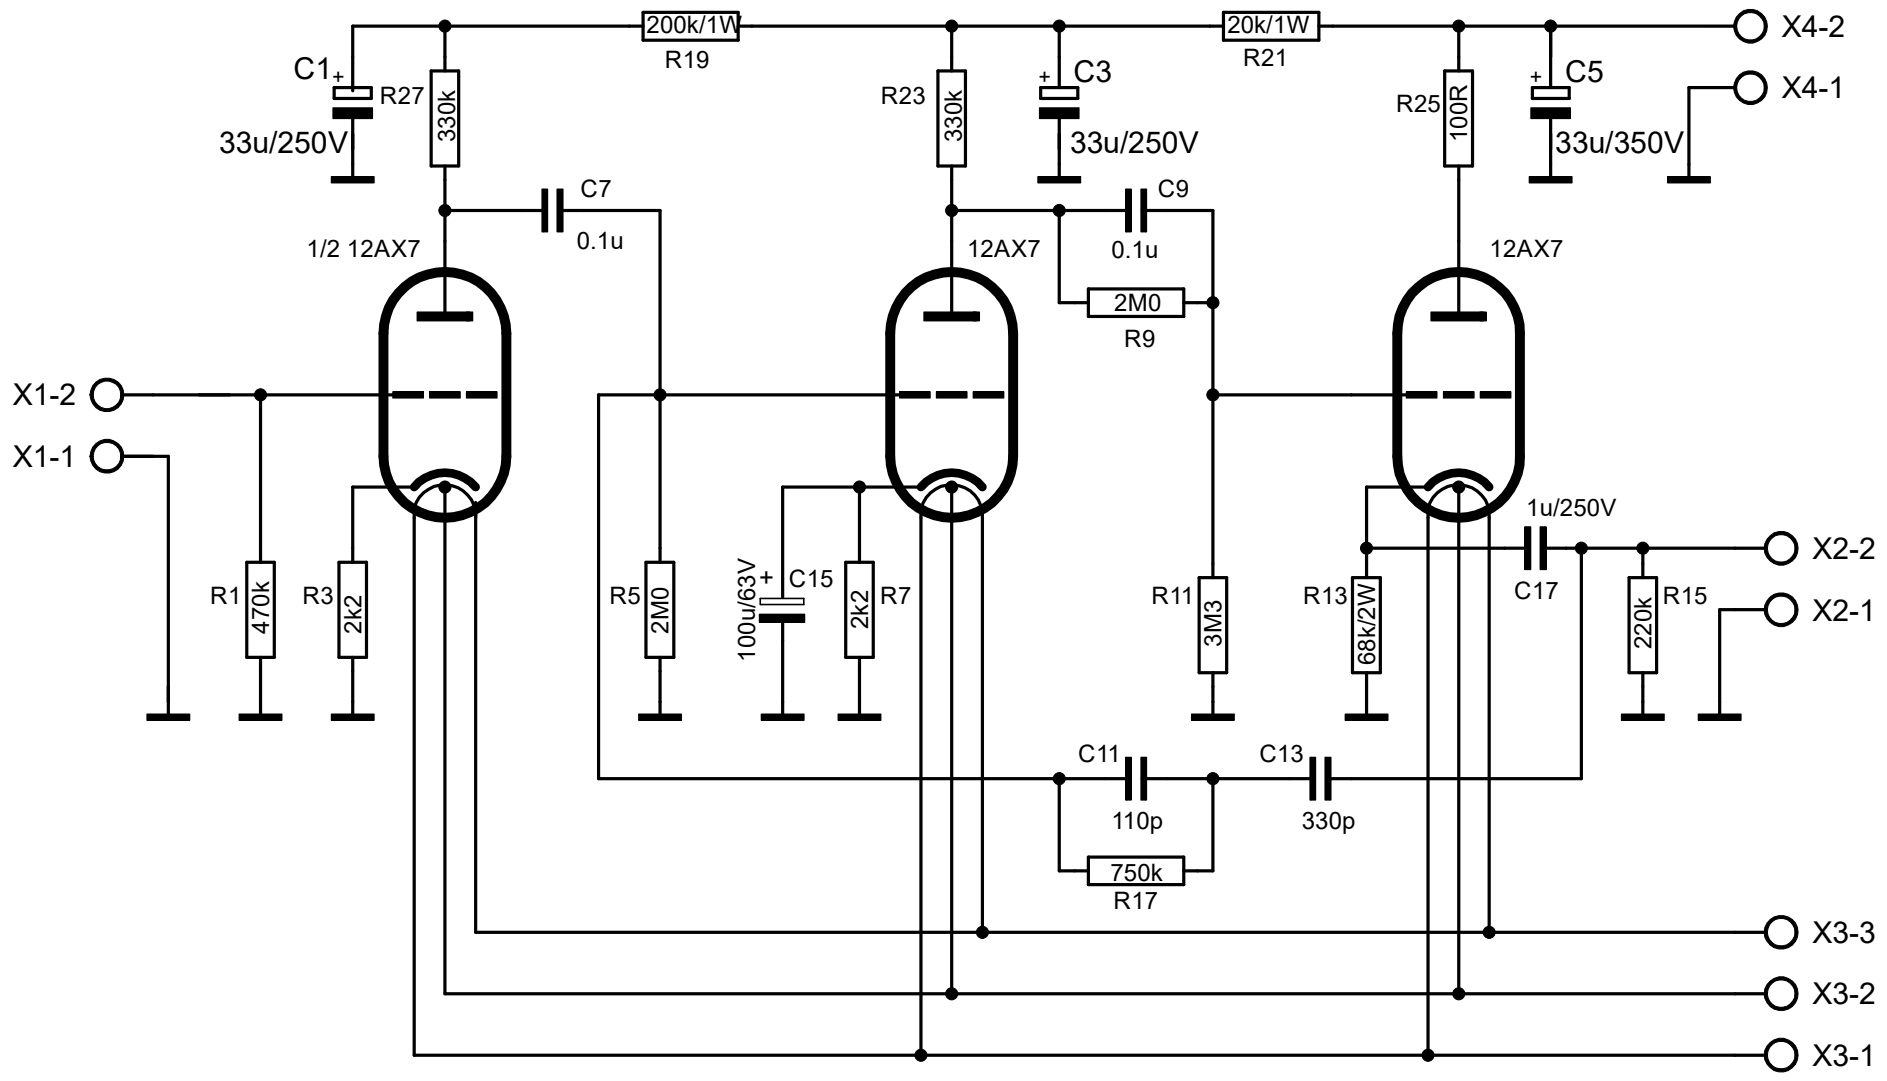 200k/1W
R19
20k/1W
R21
X4-2
X4-1
C1
+
33u/250V
R27
330k
R23
330k
+
C3
33u/250V
R25
100R
+
C5
33u/350V
C7
0.1u
C9
0.1u
1/2 12AX7
12AX7
12AX7
2M0
R9
X1-2
X1-1
R1
470k
R3
2k2
R5
2M0
100u/63V
+
C15
R7
2k2
R11
3M3
R13
68k/2W
1u/250V
C17
R15
220k
X2-2
X2-1
C11
110p
C13
330p
750k
R17
X3-3
X3-2
X3-1